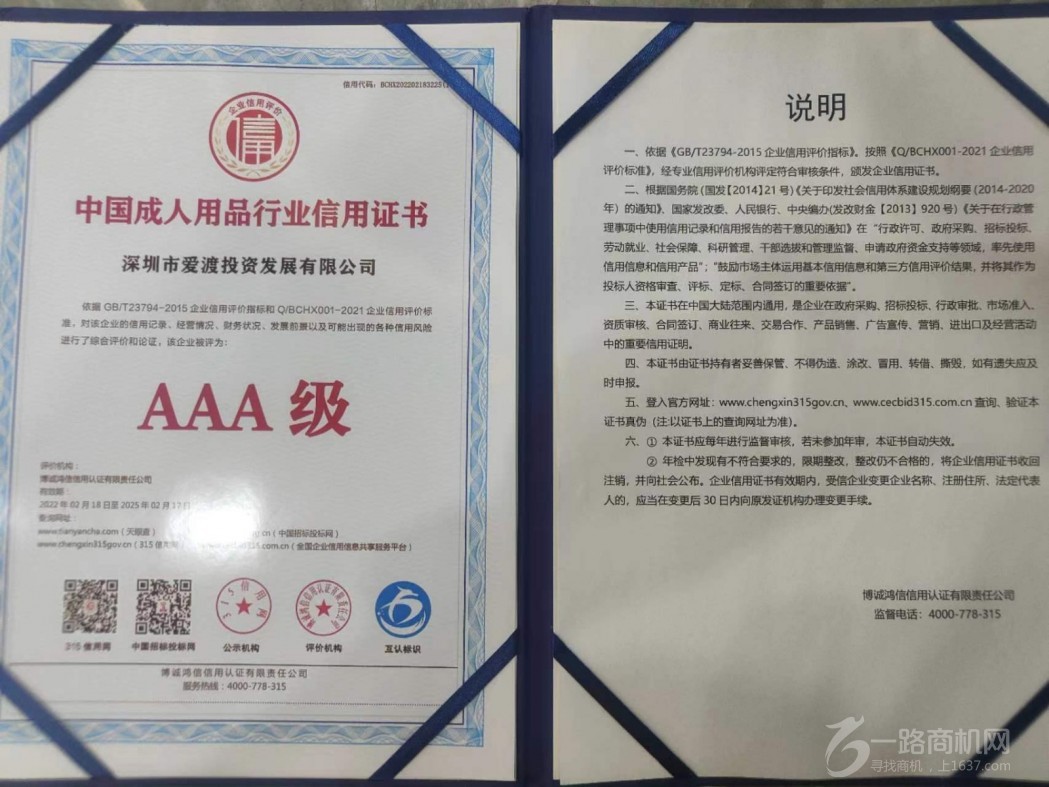 信用代码：BCHX202202183225
企业信用评价
信用
中国成人用品行业信用证书
深圳市爱渡投资发展有限公司
依据 GB/T23794-2015 企业信用评价指标和 Q/BCHX001-2021 企业信用评价标
准，对该企业的信用记录、经营情况、财务状况、发展前景以及可能出现的各种信用风险
进行了综合评价和论证，该企业被评为：
AAA 级
评价机构：
博诚鸿信信用认证有限责任公司
有效期：
2022 年 02 月 18 日至 2025 年 02 月 17 日
查询网址：
www.tianyancha.com（天眼查）
.cn（中国招标投标网）
www.chengxin315gov.cn（315 信用网）
.com.cn（全国企业信用信息共享服务平台）
315 信用网
中国招标投标网
315信用网
公示机构
博诚鸿信信用认证有限责任公司
评价机构
互认标识
博诚鸿信信用认证有限责任公司
服务热线：4000-778-315
说明
一、依据《GB/T23794-2015 企业信用评价指标》。按照《Q/BCHX001-2021 企业信用
评价标准》，经专业信用评价机构评定符合审核条件，颁发企业信用证书。
二、根据国务院 (国发【2014】21 号)《关于印发社会信用体系建设规划纲要 (2014-2020
年）的通知》、国家发改委、人民银行、中央编办(发改财金【2013】920 号)《关于在行政管
理事项中使用信用记录和信用报告的若干意见的通知》在“行政许可、政府采购、招标投标、
劳动就业、社会保障、科研管理、干部选拔和管理监督、申请政府资金支持等领域，率先使用
信用信息和信用产品”；“鼓励市场主体运用基本信用信息和第三方信用评价结果，并将其作为
投标人资格审查、评标、定标、合同签订的重要依据”。
三、本证书在中国大陆范围内通用，是企业在政府采购、招标投标、行政审批、市场准入、
资质审核、合同签订、商业往来、交易合作、产品销售、广告宣传、营销、进出口及经营活动
中的重要信用证明。
四、本证书由证书持有者妥善保管、不得伪造、涂改、冒用、转借、撕毁，如有遗失应及
时申报。
五、登入官方网址：www.chengxin315gov.cn、www.cecbid315.com.cn 查询、验证本
证书真伪（注:以证书上的查询网址为准）。
六、① 本证书应每年进行监督审核，若未参加年审，本证书自动失效。
② 年检中发现有不符合要求的，限期整改，整改仍不合格的，将企业信用证书收回
注销，并向社会公布。企业信用证书有效期内，受信企业变更企业名称、注册住所、法定代表
人的，应当在变更后 30 日内向原发证机构办理变更手续。
博诚鸿信信用认证有限责任公司
监督电话：4000-778-315
一路商机网
寻找商机，上1637.com